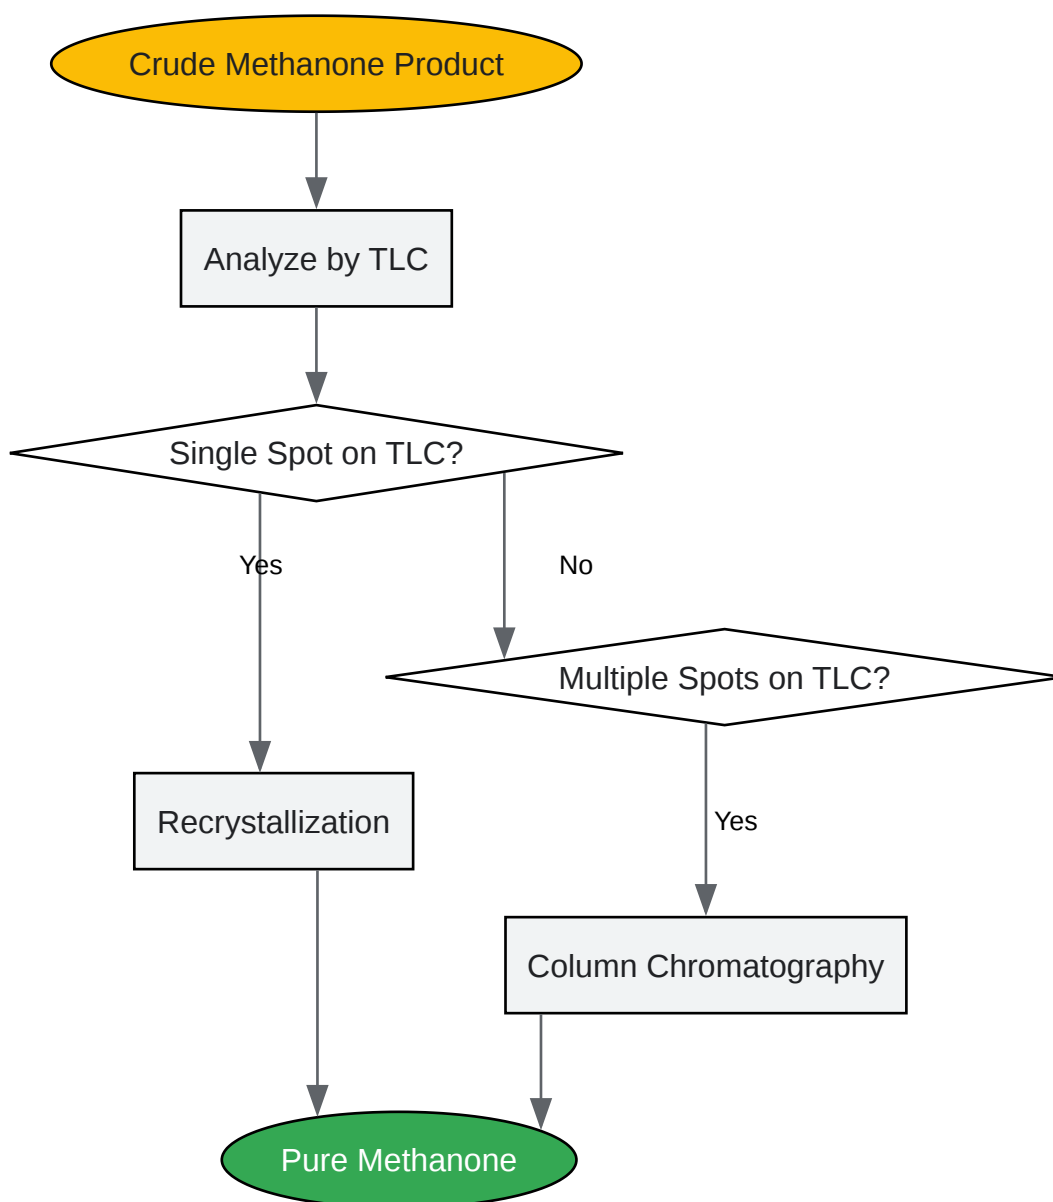 Crude Methanone Product
Analyze by TLC
Single Spot on TLC?
Yes
No
Multiple Spots on TLC?
Recrystallization
Yes
Column Chromatography
Pure Methanone